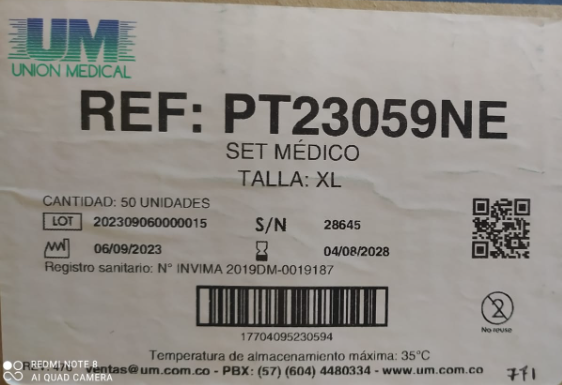 UM
UNION MEDICAL
REF: PT23059NE
SET MÉDICO
TALLA: XL
CANTIDAD: 50 UNIDADES
LOT 202309060000015 S/N 28645
06/09/2023 04/08/2028
Registro sanitario: N° INVIMA 2019DM-0019187
17704095230594
2
No reuse
Temperatura de almacenamiento máxima: 35°C
ventas@um.com.co - PBX: (57) (604) 4480334 - www.um.com.co
771
REDMI NOTE 8
AI QUAD CAMERA